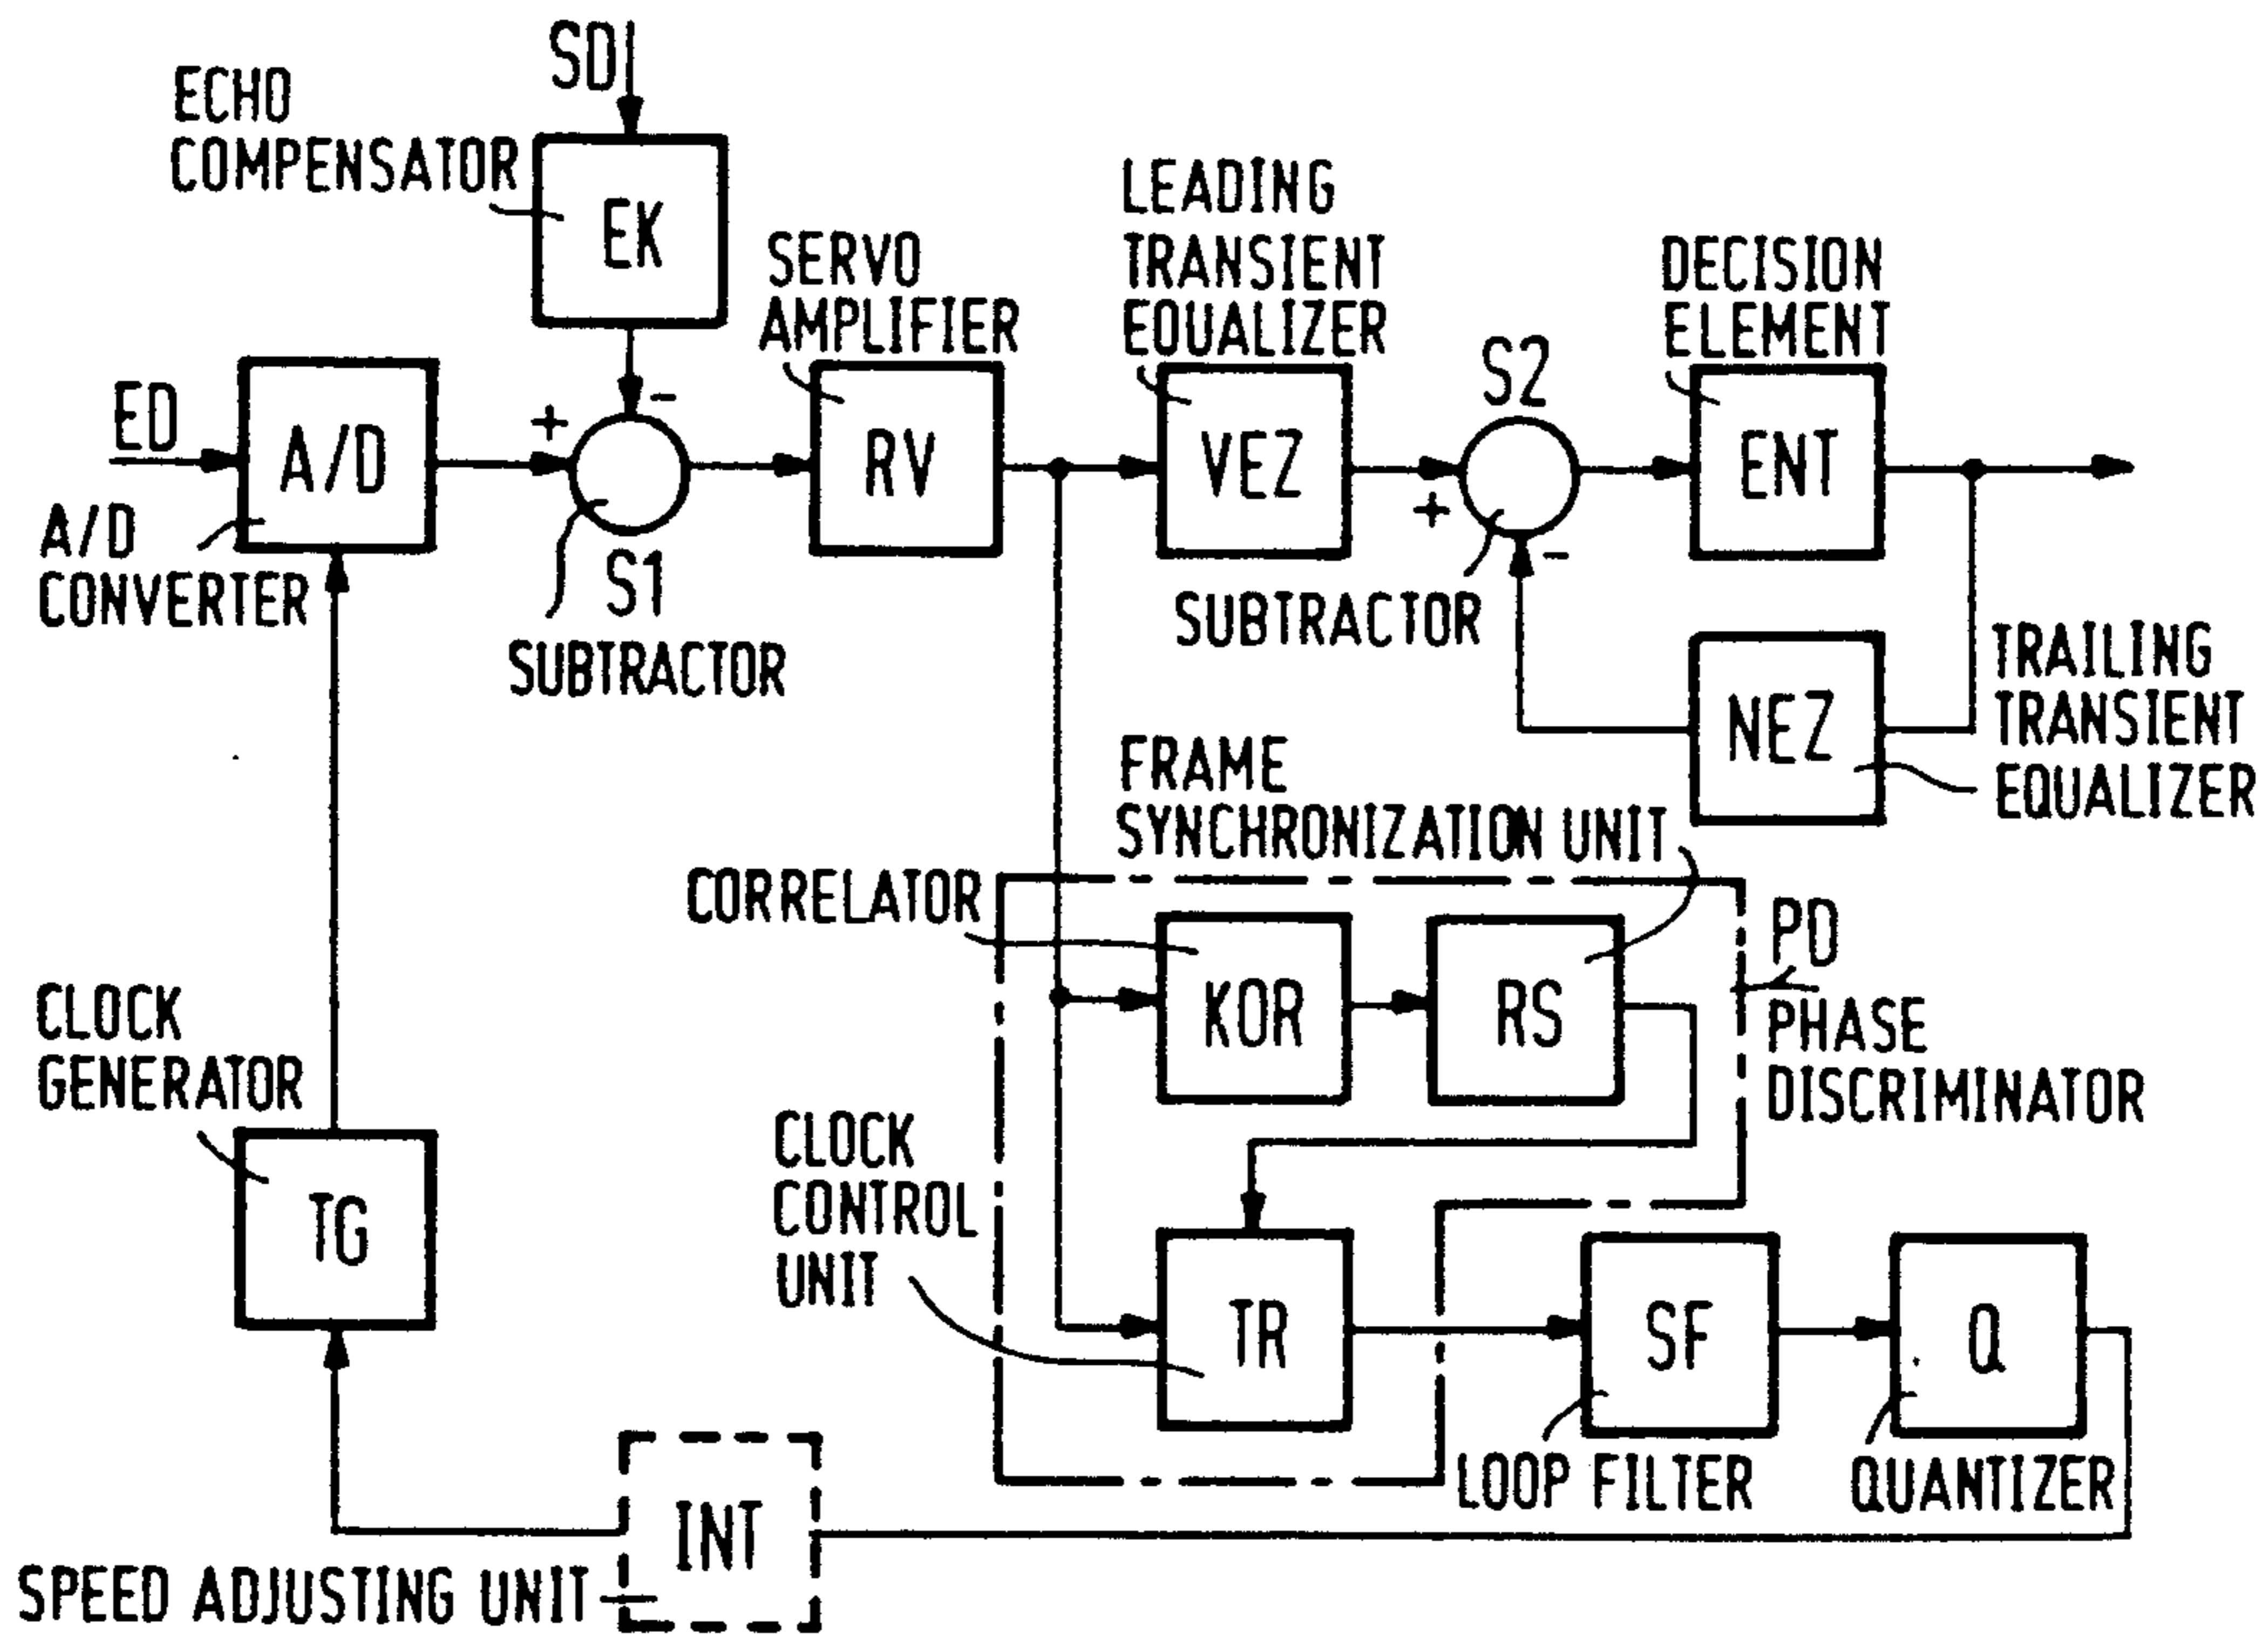 SD
ECHO
COMPENSATOR
EK
SERVO
AMPLIFIER
LEADING
TRANSIENT
EQUALIZER
DECISION
ELEMENT
S2
ED
A/D
+
-
RV
VEZ
+
-
ENT
A/D
CONVERTER
S1
SUBTRACTOR
SUBTRACTOR
NEZ
TRAILING
TRANSIENT
EQUALIZER
FRAME
SYNCHRONIZATION UNIT
CORRELATOR
KOR
RS
PD
PHASE
DISCRIMINATOR
CLOCK
GENERATOR
TG
CLOCK
CONTROL
UNIT
TR
SF
Q
LOOP FILTER
QUANTIZER
INT
SPEED ADJUSTING UNIT